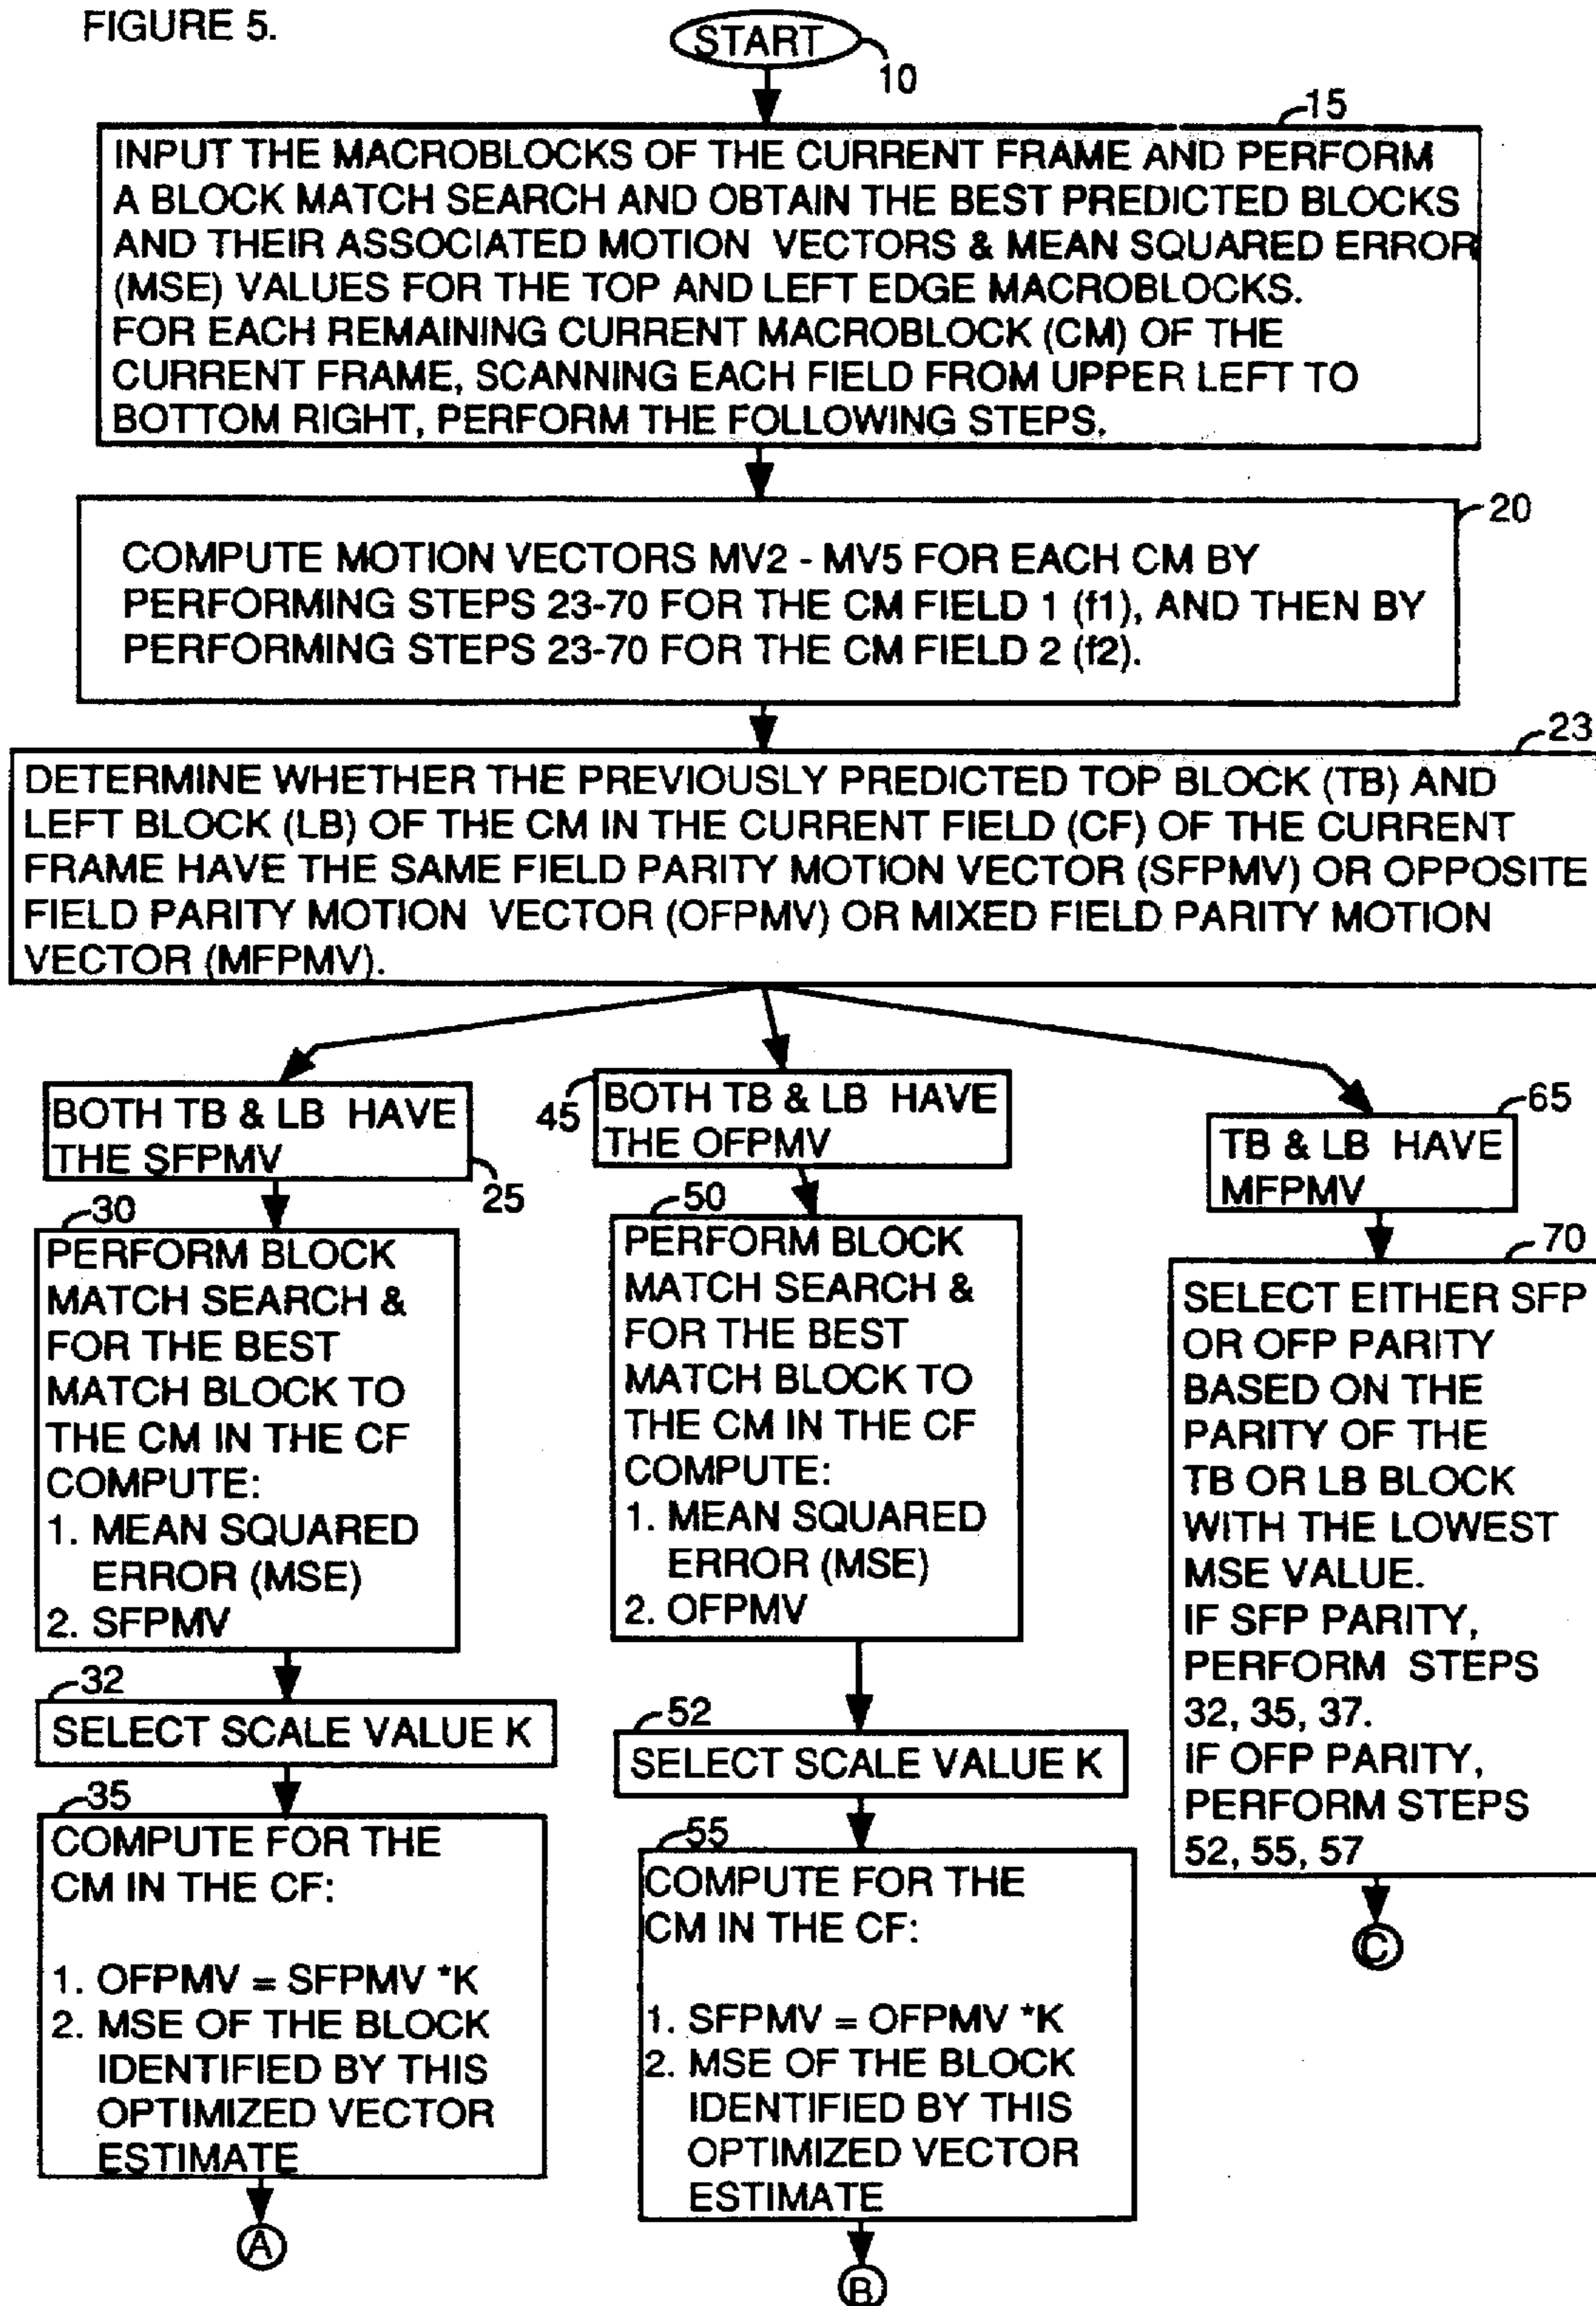 FIGURE 5.
START
10
15
INPUT THE MACROBLOCKS OF THE CURRENT FRAME AND PERFORM
A BLOCK MATCH SEARCH AND OBTAIN THE BEST PREDICTED BLOCKS
AND THEIR ASSOCIATED MOTION VECTORS & MEAN SQUARED ERROR
(MSE) VALUES FOR THE TOP AND LEFT EDGE MACROBLOCKS.
FOR EACH REMAINING CURRENT MACROBLOCK (CM) OF THE
CURRENT FRAME, SCANNING EACH FIELD FROM UPPER LEFT TO
BOTTOM RIGHT, PERFORM THE FOLLOWING STEPS.
20
COMPUTE MOTION VECTORS MV2 - MV5 FOR EACH CM BY
PERFORMING STEPS 23-70 FOR THE CM FIELD 1 (f1), AND THEN BY
PERFORMING STEPS 23-70 FOR THE CM FIELD 2 (f2).
23
DETERMINE WHETHER THE PREVIOUSLY PREDICTED TOP BLOCK (TB) AND
LEFT BLOCK (LB) OF THE CM IN THE CURRENT FIELD (CF) OF THE CURRENT
FRAME HAVE THE SAME FIELD PARITY MOTION VECTOR (SFPMV) OR OPPOSITE
FIELD PARITY MOTION VECTOR (OFPMV) OR MIXED FIELD PARITY MOTION
VECTOR (MFPMV).
BOTH TB & LB HAVE
THE SFPMV
25
30
PERFORM BLOCK
MATCH SEARCH &
FOR THE BEST
MATCH BLOCK TO
THE CM IN THE CF
COMPUTE:
1. MEAN SQUARED
ERROR (MSE)
2. SFPMV
32
SELECT SCALE VALUE K
35
COMPUTE FOR THE
CM IN THE CF:
1. OFPMV = SFPMV *K
2. MSE OF THE BLOCK
IDENTIFIED BY THIS
OPTIMIZED VECTOR
ESTIMATE
A
45
BOTH TB & LB HAVE
THE OFPMV
50
PERFORM BLOCK
MATCH SEARCH &
FOR THE BEST
MATCH BLOCK TO
THE CM IN THE CF
COMPUTE:
1. MEAN SQUARED
ERROR (MSE)
2. OFPMV
52
SELECT SCALE VALUE K
55
COMPUTE FOR THE
CM IN THE CF:
1. SFPMV = OFPMV *K
2. MSE OF THE BLOCK
IDENTIFIED BY THIS
OPTIMIZED VECTOR
ESTIMATE
B
65
TB & LB HAVE
MFPMV
70
SELECT EITHER SFP
OR OFP PARITY
BASED ON THE
PARITY OF THE
TB OR LB BLOCK
WITH THE LOWEST
MSE VALUE.
IF SFP PARITY,
PERFORM STEPS
32, 35, 37.
IF OFP PARITY,
PERFORM STEPS
52, 55, 57
C